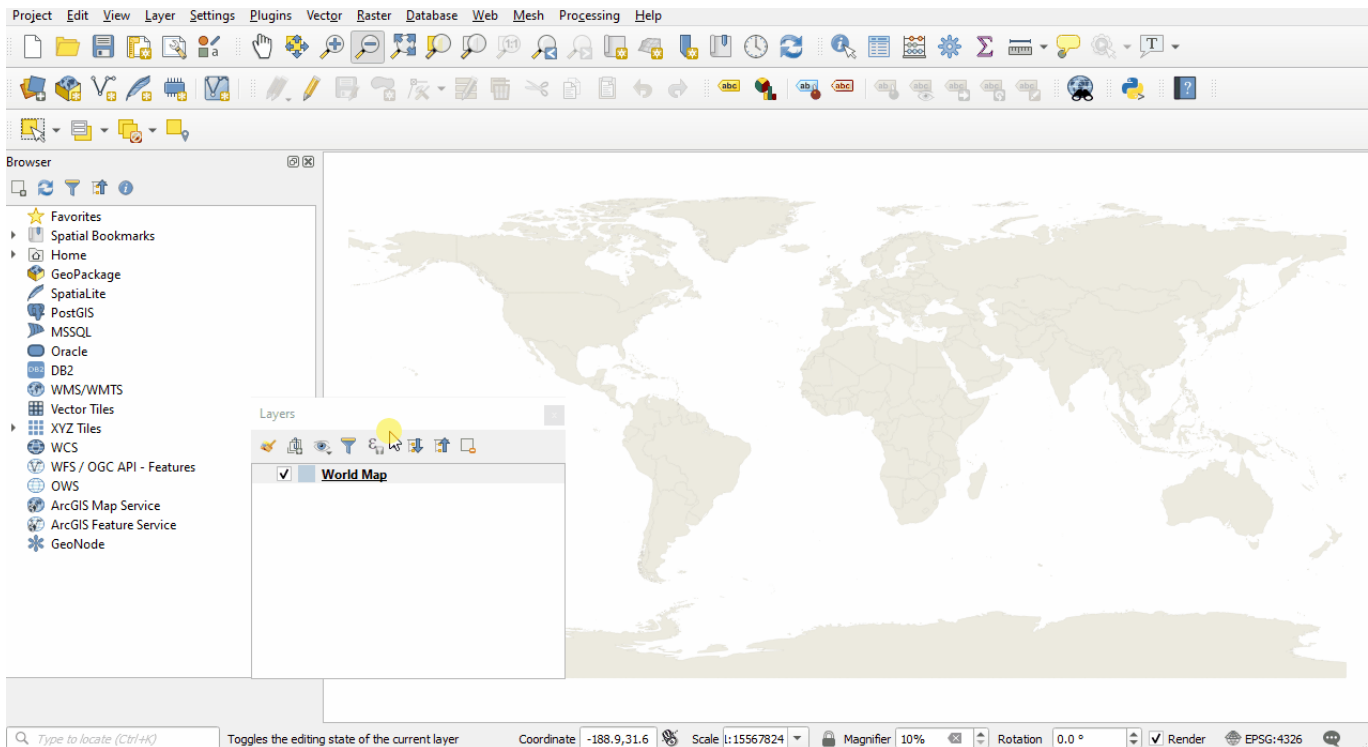 Project Edit View Layer Settings Plugins Vector Raster Database Web Mesh Processing Help
Browser
Favorites
Spatial Bookmarks
Home
GeoPackage
SpatiaLite
PostGIS
MSSQL
Oracle
DB2
WMS/WMTS
Vector Tiles
XYZ Tiles
WCS
WFS / OGC API - Features
OWS
ArcGIS Map Service
ArcGIS Feature Service
GeoNode
Layers
World Map
Type to locate (Ctrl+K) Toggles the editing state of the current layer Coordinate -188.9,31.6 Scale 1:15567824 Magnifier 10% Rotation 0.0 ° Render EPSG:4326